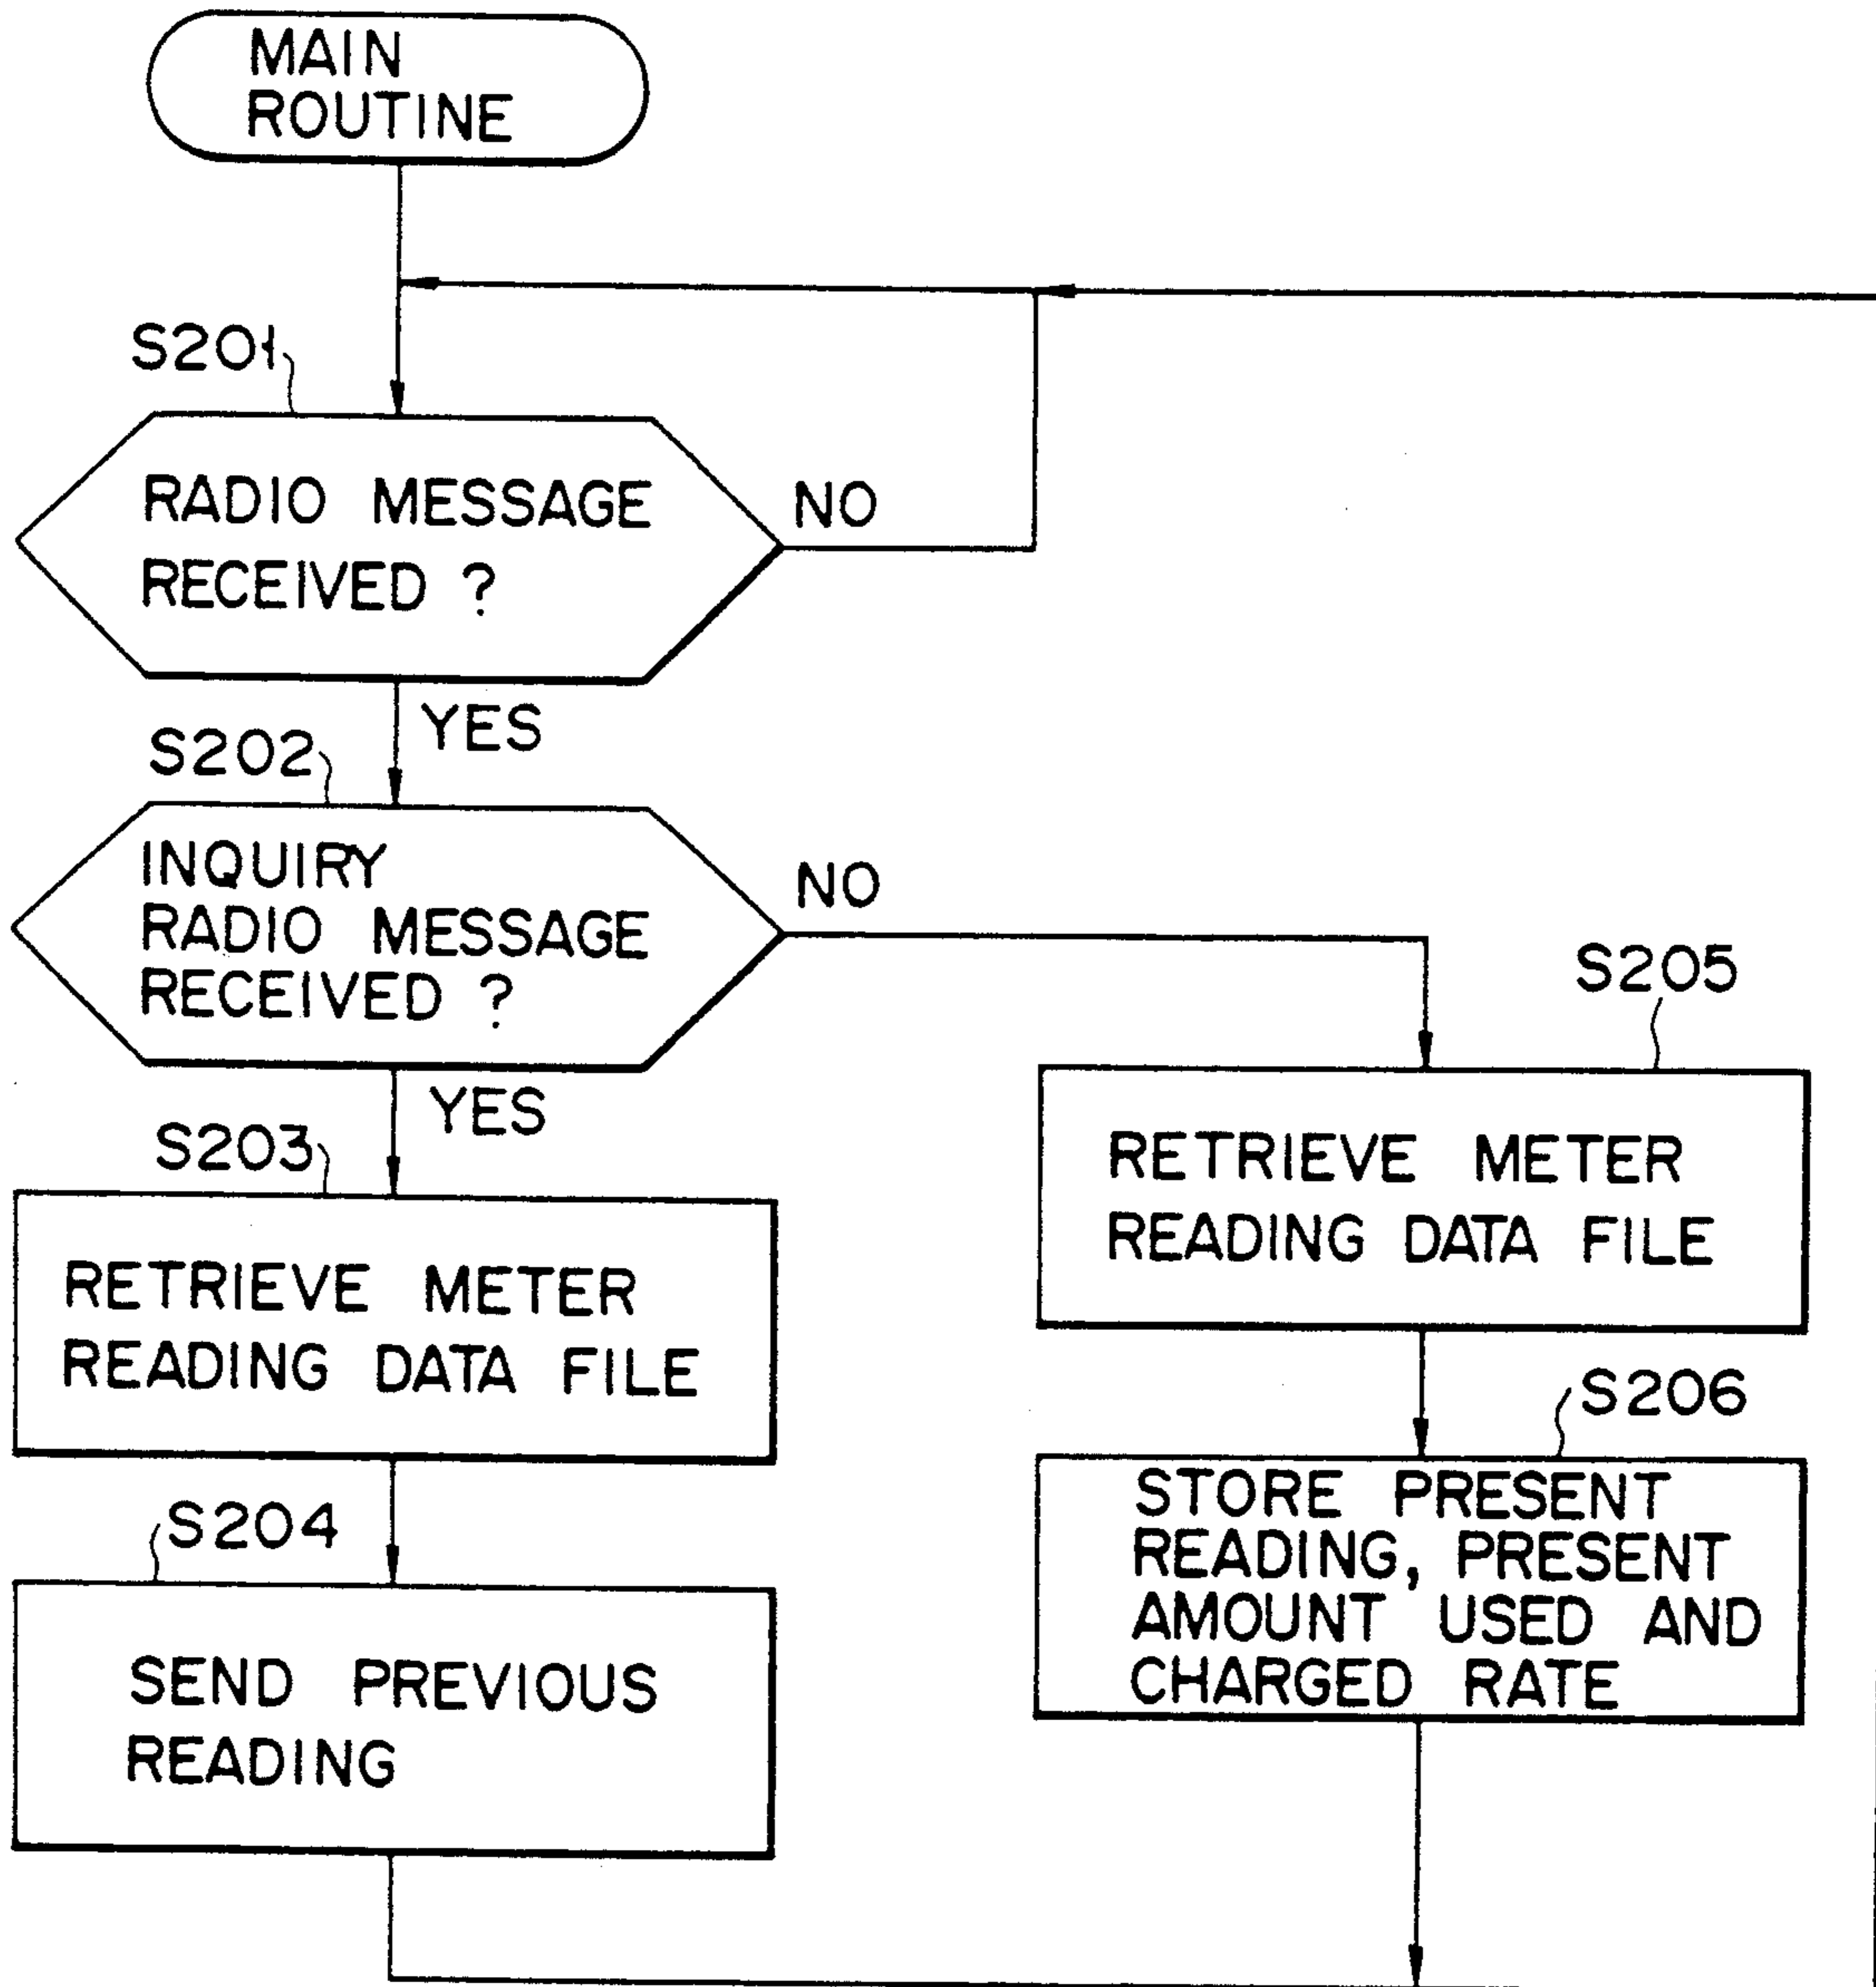 MAIN
ROUTINE
S201
RADIO MESSAGE
RECEIVED ?
NO
YES
S202
INQUIRY
RADIO MESSAGE
RECEIVED ?
NO
YES
S203
RETRIEVE METER
READING DATA FILE
S204
SEND PREVIOUS
READING
S205
RETRIEVE METER
READING DATA FILE
S206
STORE PRESENT
READING, PRESENT
AMOUNT USED AND
CHARGED RATE